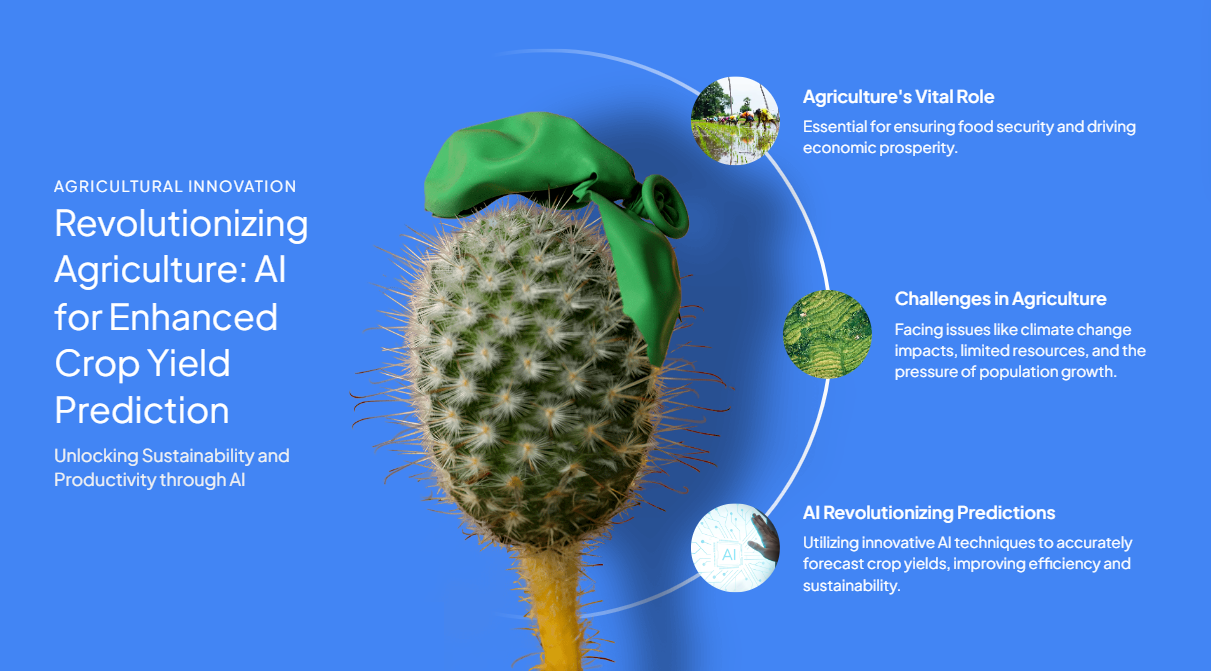 AGRICULTURAL INNOVATION
Revolutionizing
Agriculture: AI
for Enhanced
Crop Yield
Prediction
Unlocking Sustainability and
Productivity through AI
Agriculture's Vital Role
Essential for ensuring food security and driving
economic prosperity.
Challenges in Agriculture
Facing issues like climate change
impacts, limited resources, and the
pressure of population growth.
AI Revolutionizing Predictions
Utilizing innovative AI techniques to accurately
forecast crop yields, improving efficiency and
sustainability.
AI